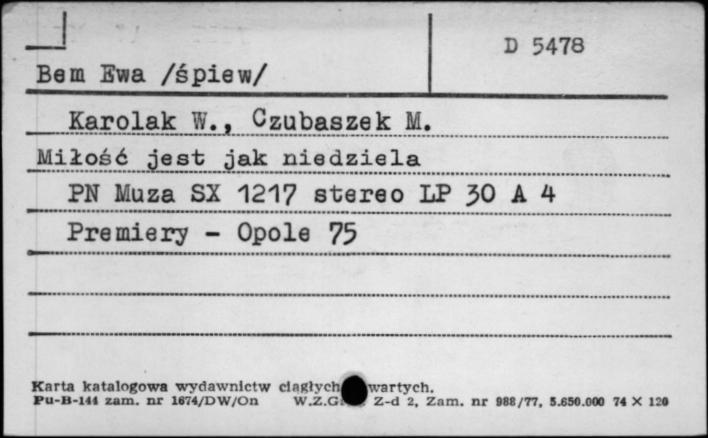 D 5478
Bem Ewa /śpiew/
Karolak W., Czubaszek M.
Miłość jest jak niedziela
PN Muza SX 1217 stereo LP 30 A 4
Premiery - Opole 75
Karta katalogowa wydawnictw ciągłych wartych.
Pu-B-144 zam. nr 1674/DW/On W.Z.G. Z-d 2, Zam. nr 988/77, 5.650.000 74 X 120